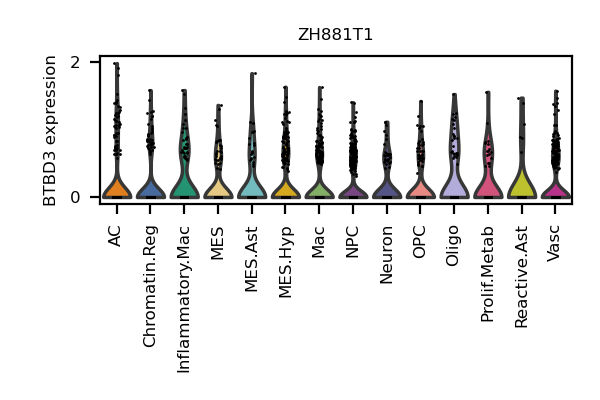 ZH881T1
BTBD3 expression
2
0
AC
Chromatin.Reg
Inflammatory.Mac
MES
MES.Ast
MES.Hyp
Mac
NPC
Neuron
OPC
Oligo
Prolif.Metab
Reactive.Ast
Vasc